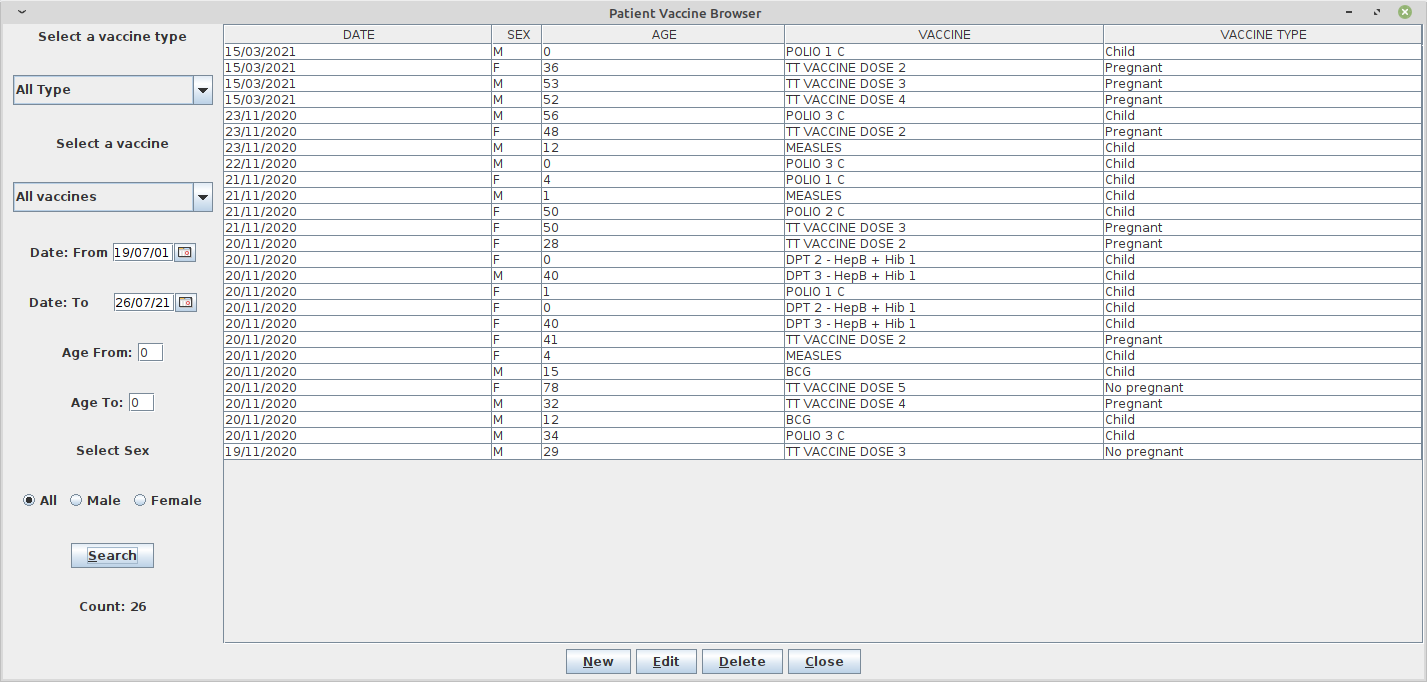 Patient Vaccine Browser
Select a vaccine type
All Type
Select a vaccine
All vaccines
Date: From 19/07/01
Date: To 26/07/21
Age From: 0
Age To: 0
Select Sex
All Male Female
Search
Count: 26
DATE SEX AGE VACCINE VACCINE TYPE
15/03/2021 M 0 POLIO 1 C Child
15/03/2021 F 36 TT VACCINE DOSE 2 Pregnant
15/03/2021 M 53 TT VACCINE DOSE 3 Pregnant
15/03/2021 M 52 TT VACCINE DOSE 4 Pregnant
23/11/2020 M 56 POLIO 3 C Child
23/11/2020 F 48 TT VACCINE DOSE 2 Pregnant
23/11/2020 M 12 MEASLES Child
22/11/2020 M 0 POLIO 3 C Child
21/11/2020 F 4 POLIO 1 C Child
21/11/2020 M 1 MEASLES Child
21/11/2020 F 50 POLIO 2 C Child
21/11/2020 F 50 TT VACCINE DOSE 3 Pregnant
20/11/2020 F 28 TT VACCINE DOSE 2 Pregnant
20/11/2020 F 0 DPT 2 - HepB + Hib 1 Child
20/11/2020 M 40 DPT 3 - HepB + Hib 1 Child
20/11/2020 F 1 POLIO 1 C Child
20/11/2020 F 0 DPT 2 - HepB + Hib 1 Child
20/11/2020 F 40 DPT 3 - HepB + Hib 1 Child
20/11/2020 F 41 TT VACCINE DOSE 2 Pregnant
20/11/2020 F 4 MEASLES Child
20/11/2020 M 15 BCG Child
20/11/2020 F 78 TT VACCINE DOSE 5 No pregnant
20/11/2020 M 32 TT VACCINE DOSE 4 Pregnant
20/11/2020 M 12 BCG Child
20/11/2020 M 34 POLIO 3 C Child
19/11/2020 M 29 TT VACCINE DOSE 3 No pregnant
New Edit Delete Close